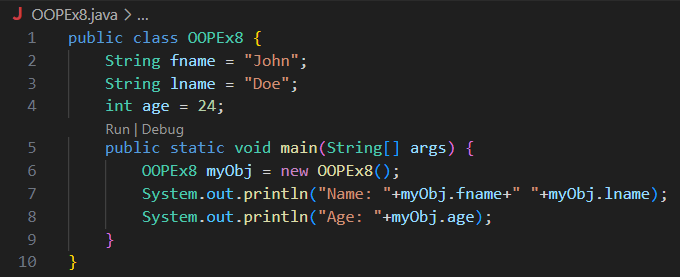 J OOPEx8.java > ...
1 public class OOPEx8 {
2 String fname = "John";
3 String lname = "Doe";
4 int age = 24;
Run | Debug
5 public static void main(String[] args) {
6 OOPEx8 myObj = new OOPEx8();
7 System.out.println("Name: "+myObj.fname+" "+myObj.lname);
8 System.out.println("Age: "+myObj.age);
9 }
10 }